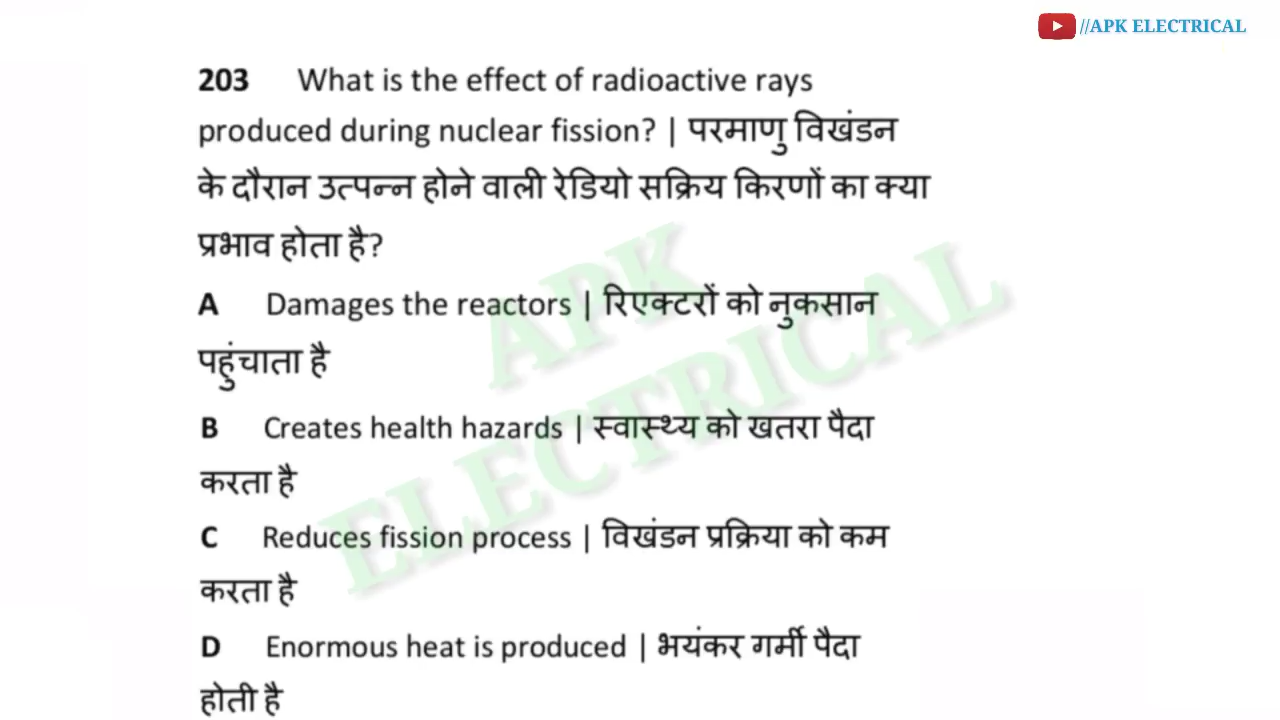 //APK ELECTRICAL
203 What is the effect of radioactive rays
produced during nuclear fission? | परमाणु विखंडन
के दौरान उत्पन्न होने वाली रेडियो सक्रिय किरणों का क्या
प्रभाव होता है?
A Damages the reactors | रिएक्टरों को नुकसान
पहुंचाता है
B Creates health hazards | स्वास्थ्य को खतरा पैदा
करता है
C Reduces fission process | विखंडन प्रक्रिया को कम
करता है
D Enormous heat is produced | भयंकर गर्मी पैदा
होती है
APK
ELECTRICAL